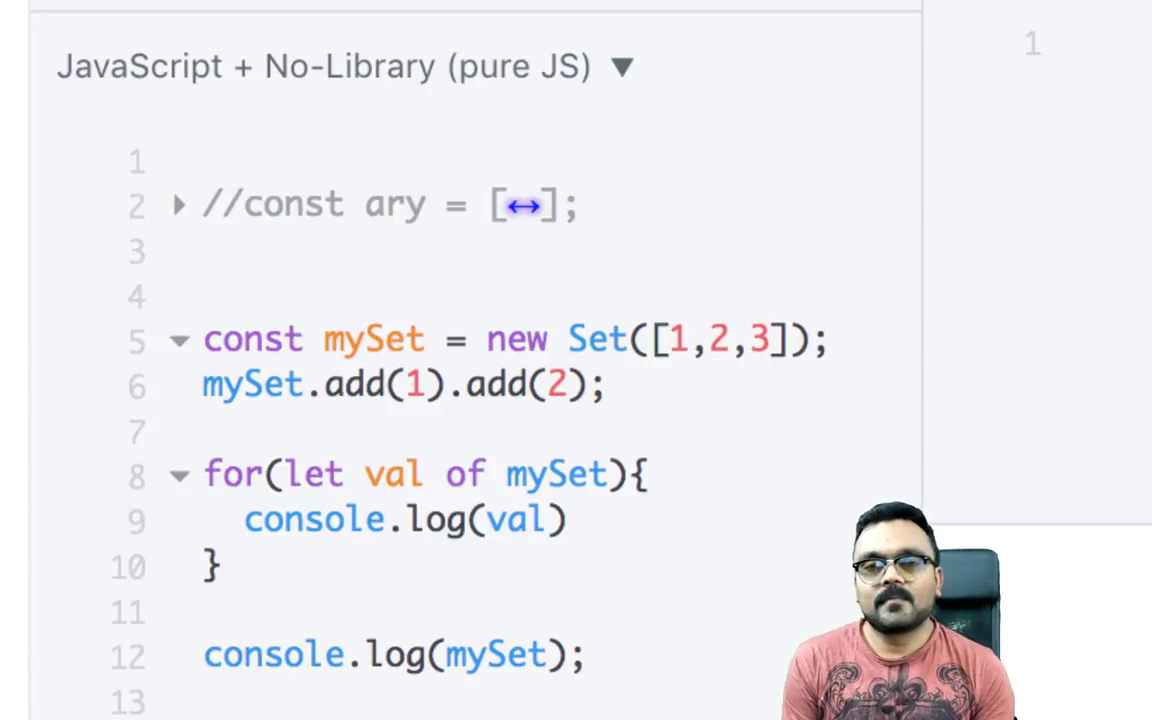 JavaScript + No-Library (pure JS) ▼
1
1
2 //const ary = [↔];
3
4
5 const mySet = new Set([1,2,3]);
6 mySet.add(1).add(2);
7
8 for(let val of mySet){
9 console.log(val)
10 }
11
12 console.log(mySet);
13